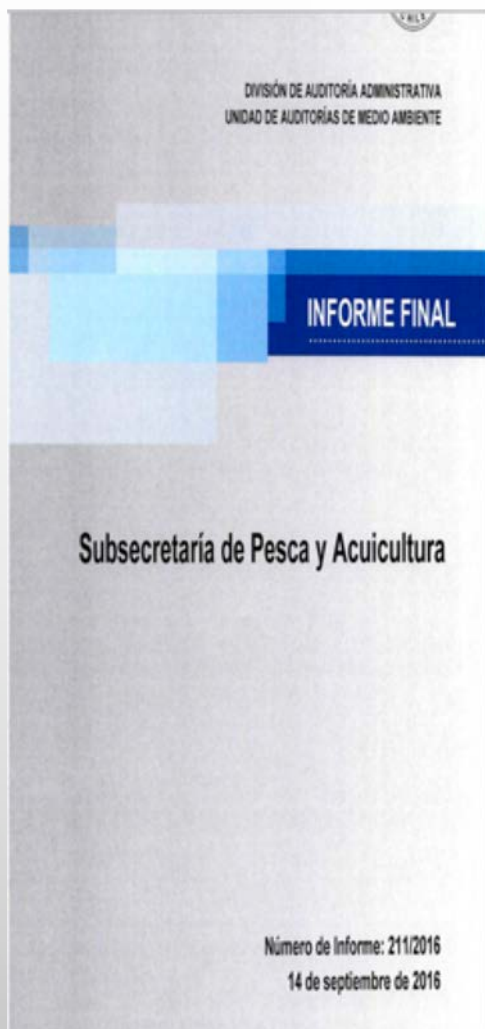 CHILE
DIVISIÓN DE AUDITORÍA ADMINISTRATIVA
UNIDAD DE AUDITORÍAS DE MEDIO AMBIENTE
INFORME FINAL
Subsecretaría de Pesca y Acuicultura
Número de Informe: 211/2016
14 de septiembre de 2016